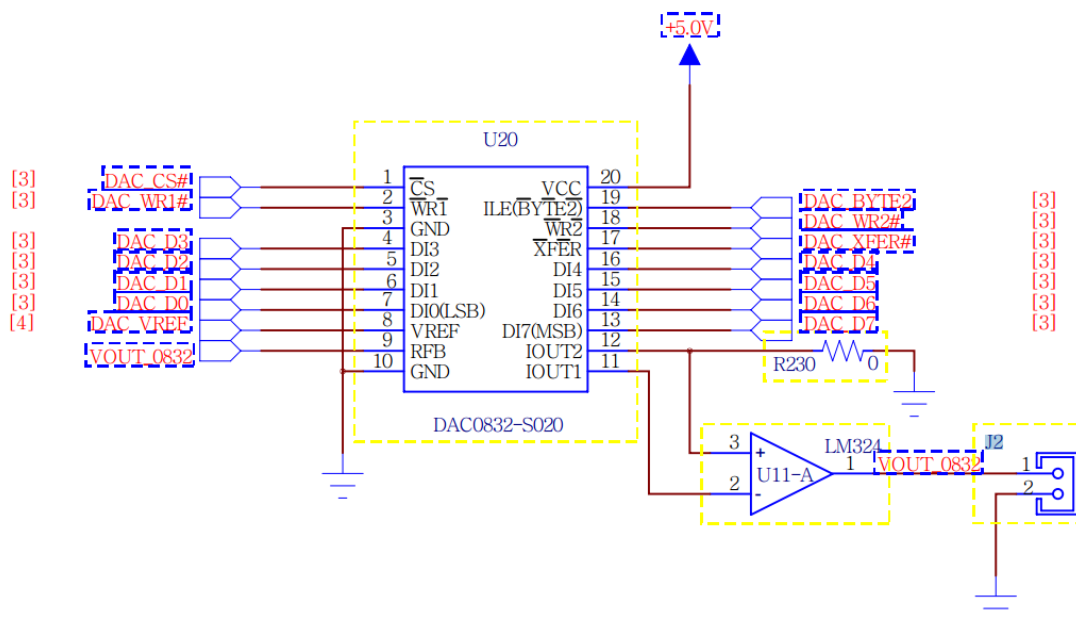 +5.0V
U20
[3] DAC_CS# 1 CS VCC 20
[3] DAC_WR1# 2 WR1 ILE(BYTE2) 19 DAC_BYTE2 [3]
3 GND WR2 18 DAC_WR2# [3]
[3] DAC_D3 4 DI3 XFER 17 DAC_XFER# [3]
[3] DAC_D2 5 DI2 DI4 16 DAC_D4 [3]
[3] DAC_D1 6 DI1 DI5 15 DAC_D5 [3]
[3] DAC_D0 7 DI0(LSB) DI6 14 DAC_D6 [3]
[4] DAC_VREF 8 VREF DI7(MSB) 13 DAC_D7 [3]
VOUT_0832 9 RFB IOUT2 12
10 GND IOUT1 11
R230 0
DAC0832-SO20
3 + LM324 J2
U11-A 1 VOUT_0832 1
2 - 2